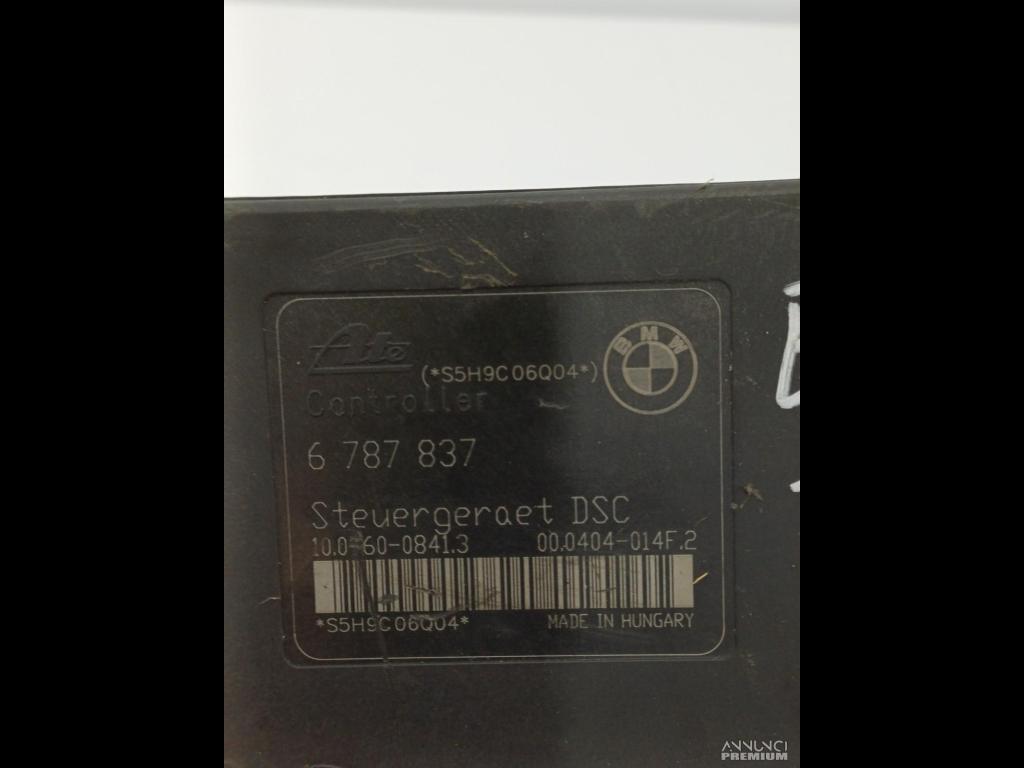 Ate
(*S5H9C06Q04*)
BMW
Controller
6 787 837
Steuergeraet DSC
10.0960-0841.3 00.0404-014F.2
*S5H9C06Q04*
MADE IN HUNGARY
ANNUNCI
PREMIUM